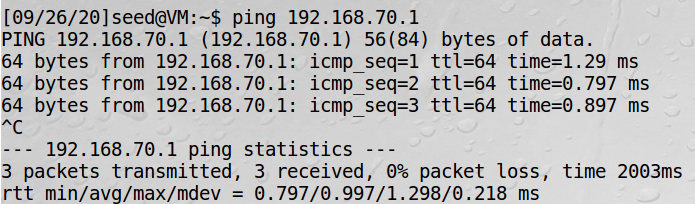 [09/26/20]seed@VM:~$ ping 192.168.70.1
PING 192.168.70.1 (192.168.70.1) 56(84) bytes of data.
64 bytes from 192.168.70.1: icmp_seq=1 ttl=64 time=1.29 ms
64 bytes from 192.168.70.1: icmp_seq=2 ttl=64 time=0.797 ms
64 bytes from 192.168.70.1: icmp_seq=3 ttl=64 time=0.897 ms
^C
--- 192.168.70.1 ping statistics ---
3 packets transmitted, 3 received, 0% packet loss, time 2003ms
rtt min/avg/max/mdev = 0.797/0.997/1.298/0.218 ms